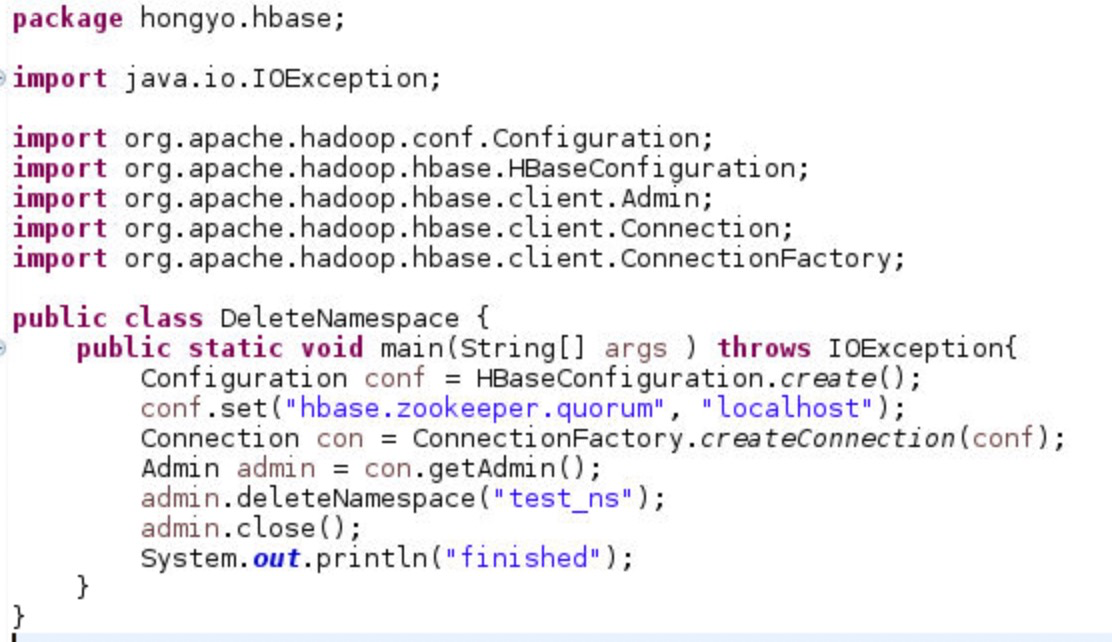 package hongyo.hbase;
import java.io.IOException;
import org.apache.hadoop.conf.Configuration;
import org.apache.hadoop.hbase.HBaseConfiguration;
import org.apache.hadoop.hbase.client.Admin;
import org.apache.hadoop.hbase.client.Connection;
import org.apache.hadoop.hbase.client.ConnectionFactory;
public class DeleteNamespace {
    public static void main(String[] args ) throws IOException{
        Configuration conf = HBaseConfiguration.create();
        conf.set("hbase.zookeeper.quorum", "localhost");
        Connection con = ConnectionFactory.createConnection(conf);
        Admin admin = con.getAdmin();
        admin.deleteNamespace("test_ns");
        admin.close();
        System.out.println("finished");
    }
}